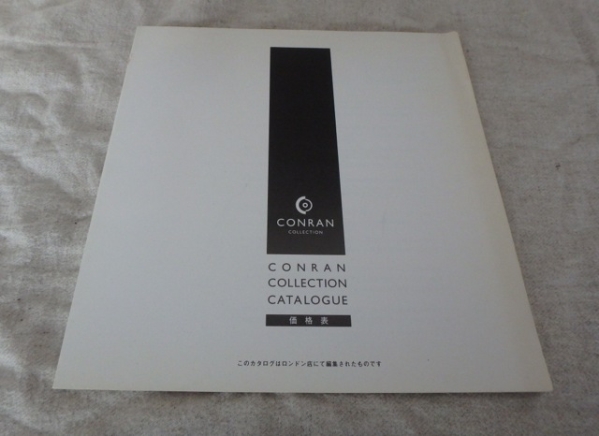 CONRAN
COLLECTION
CONRAN
COLLECTION
CATALOGUE
価格表
このカタログはロンドン店にて編集されたものです